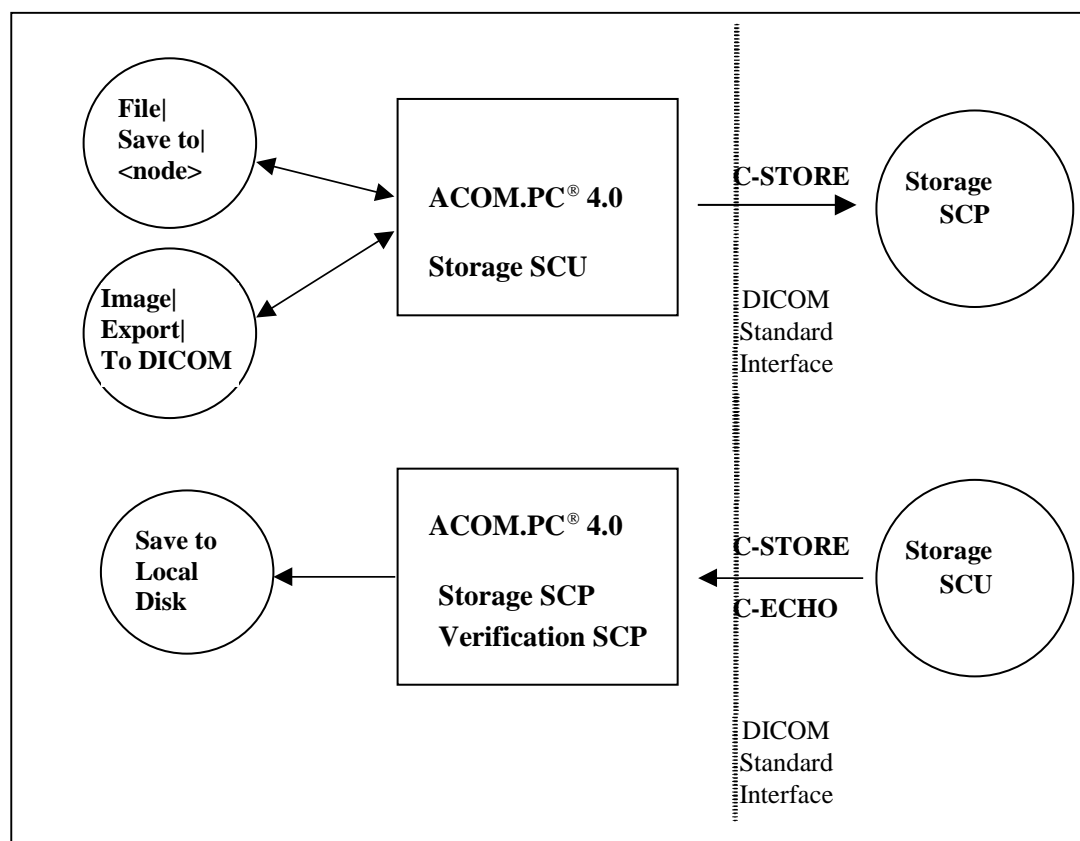 File|
Save to|
<node>
Image|
Export|
To DICOM
ACOM.PC® 4.0
Storage SCU
C-STORE
DICOM
Standard
Interface
Storage
SCP
Save to
Local
Disk
ACOM.PC® 4.0
Storage SCP
Verification SCP
C-STORE
C-ECHO
DICOM
Standard
Interface
Storage
SCU